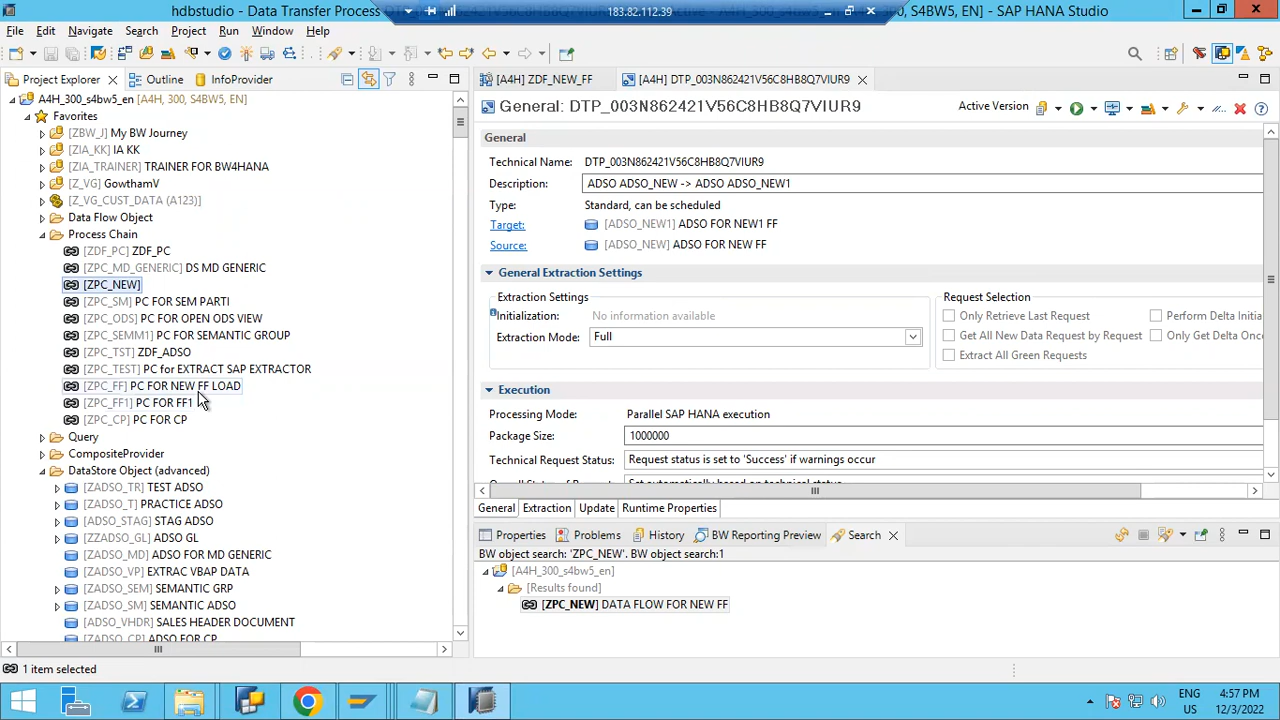 hdbstudio - Data Transfer Process
183.82.112.39
S4BW5, EN] - SAP HANA Studio
File Edit Navigate Search Project Run Window Help
Project Explorer Outline InfoProvider
[A4H] ZDF_NEW_FF [A4H] DTP_003N862421V56C8HB8Q7VIUR9
A4H_300_s4bw5_en [A4H, 300, S4BW5, EN]
Favorites
[ZBW_J] My BW Journey
[ZIA_KK] IA KK
[ZIA_TRAINER] TRAINER FOR BW4HANA
[Z_VG] GowthamV
[Z_VG_CUST_DATA (A123)]
Data Flow Object
Process Chain
[ZDF_PC] ZDF_PC
[ZPC_MD_GENERIC] DS MD GENERIC
[ZPC_NEW]
[ZPC_SM] PC FOR SEM PARTI
[ZPC_ODS] PC FOR OPEN ODS VIEW
[ZPC_SEMM1] PC FOR SEMANTIC GROUP
[ZPC_TST] ZDF_ADSO
[ZPC_TEST] PC for EXTRACT SAP EXTRACTOR
[ZPC_FF] PC FOR NEW FF LOAD
[ZPC_FF1] PC FOR FF1
[ZPC_CP] PC FOR CP
Query
CompositeProvider
DataStore Object (advanced)
[ZADSO_TR] TEST ADSO
[ZADSO_T] PRACTICE ADSO
[ADSO_STAG] STAG ADSO
[ZZADSO_GL] ADSO GL
[ZADSO_MD] ADSO FOR MD GENERIC
[ZADSO_VP] EXTRAC VBAP DATA
[ZADSO_SEM] SEMANTIC GRP
[ZADSO_SM] SEMANTIC ADSO
[ADSO_VHDR] SALES HEADER DOCUMENT
[ZADSO_CP] ADSO FOR CP
General: DTP_003N862421V56C8HB8Q7VIUR9
Active Version
General
Technical Name: DTP_003N862421V56C8HB8Q7VIUR9
Description: ADSO ADSO_NEW -> ADSO ADSO_NEW1
Type: Standard, can be scheduled
Target: [ADSO_NEW1] ADSO FOR NEW1 FF
Source: [ADSO_NEW] ADSO FOR NEW FF
General Extraction Settings
Extraction Settings
Initialization: No information available
Extraction Mode: Full
Request Selection
Only Retrieve Last Request
Get All New Data Request by Request
Extract All Green Requests
Perform Delta Initia
Only Get Delta Once
Execution
Processing Mode: Parallel SAP HANA execution
Package Size: 1000000
Technical Request Status: Request status is set to 'Success' if warnings occur
General Extraction Update Runtime Properties
Properties Problems History BW Reporting Preview Search
BW object search: 'ZPC_NEW'. BW object search:1
[A4H_300_s4bw5_en]
[Results found]
[ZPC_NEW] DATA FLOW FOR NEW FF
1 item selected
ENG
US
4:57 PM
12/3/2022